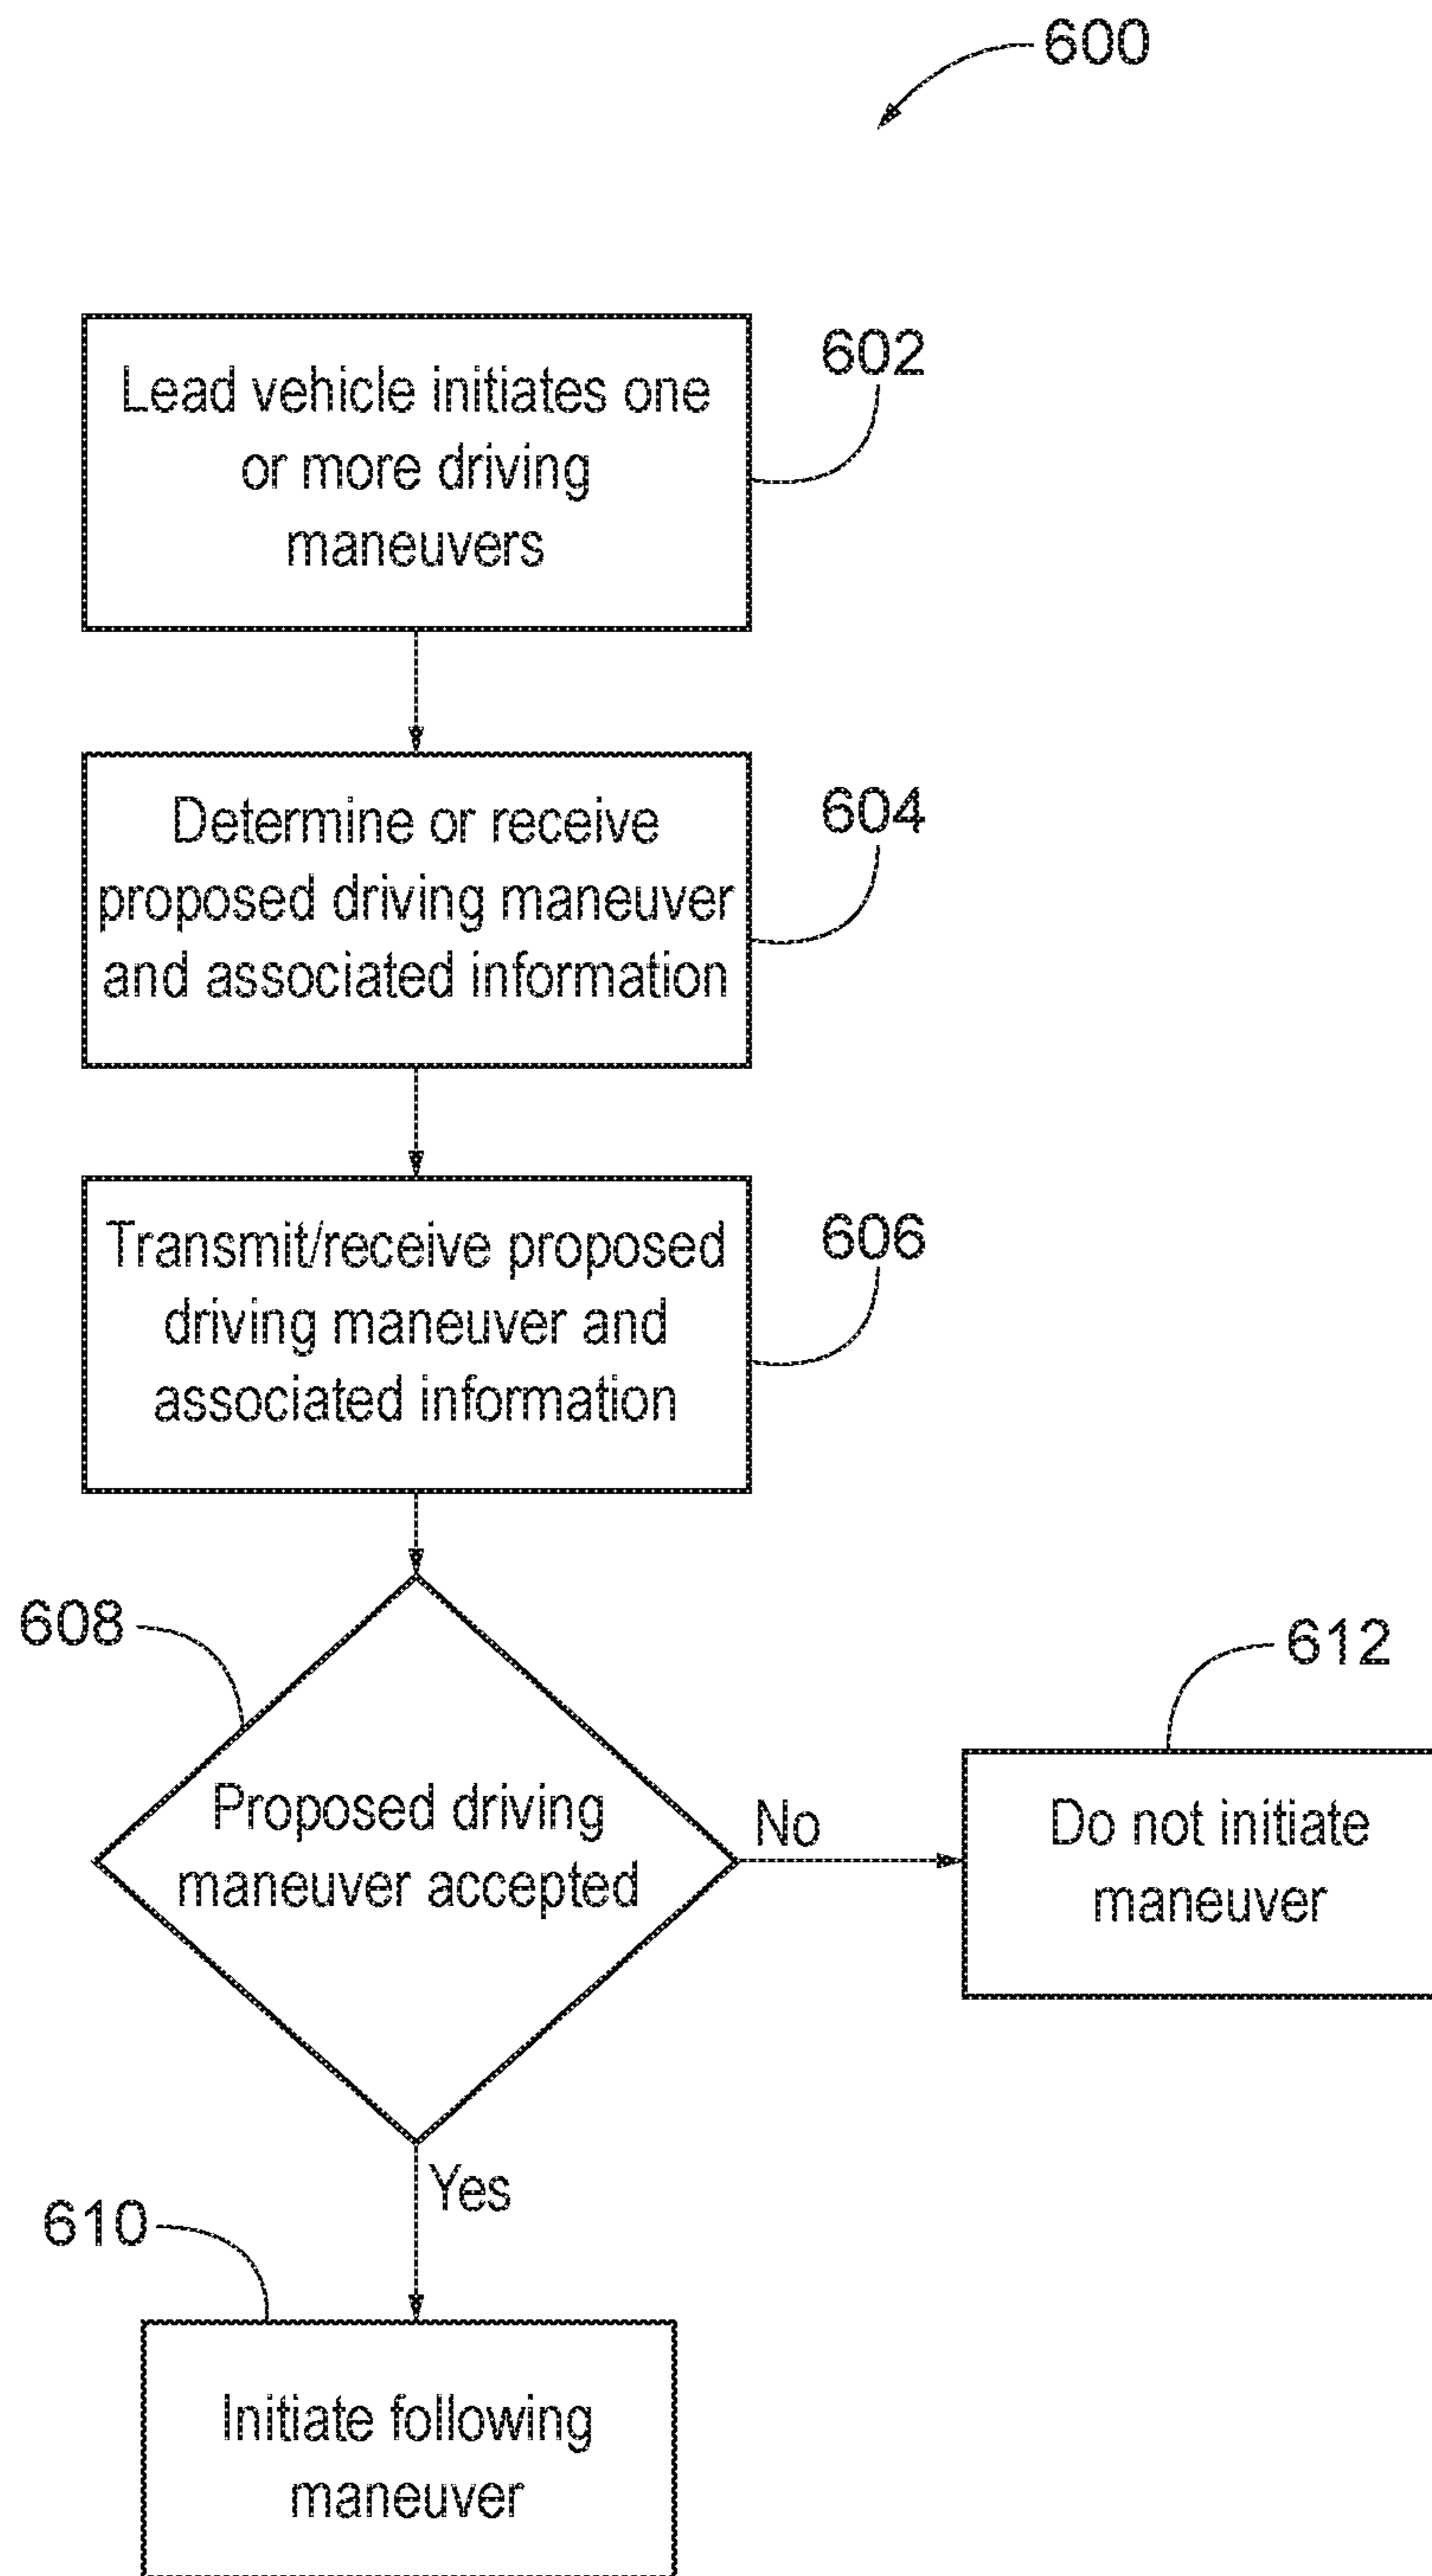 600
Lead vehicle initiates one
or more driving
maneuvers
602
Determine or receive
proposed driving maneuver
and associated information
604
Transmit/receive proposed
driving maneuver and
associated information
606
608
Proposed driving
maneuver accepted
No
612
Do not initiate
maneuver
Yes
610
Initiate following
maneuver